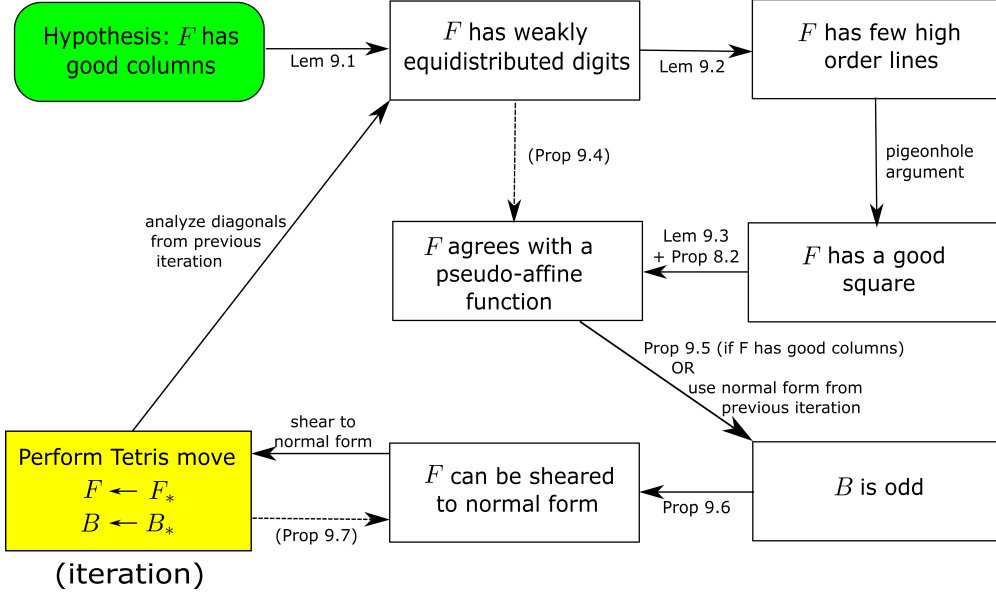 Hypothesis: F has
good columns
Lem 9.1
F has weakly
equidistributed digits
Lem 9.2
F has few high
order lines
(Prop 9.4)
pigeonhole
argument
analyze diagonals
from previous
iteration
F agrees with a
pseudo-affine
function
Lem 9.3
+ Prop 8.2
F has a good
square
Prop 9.5 (if F has good columns)
OR
use normal form from
previous iteration
Perform Tetris move
F ← F_*
B ← B_*
shear to
normal form
(Prop 9.7)
F can be sheared
to normal form
Prop 9.6
B is odd
(iteration)